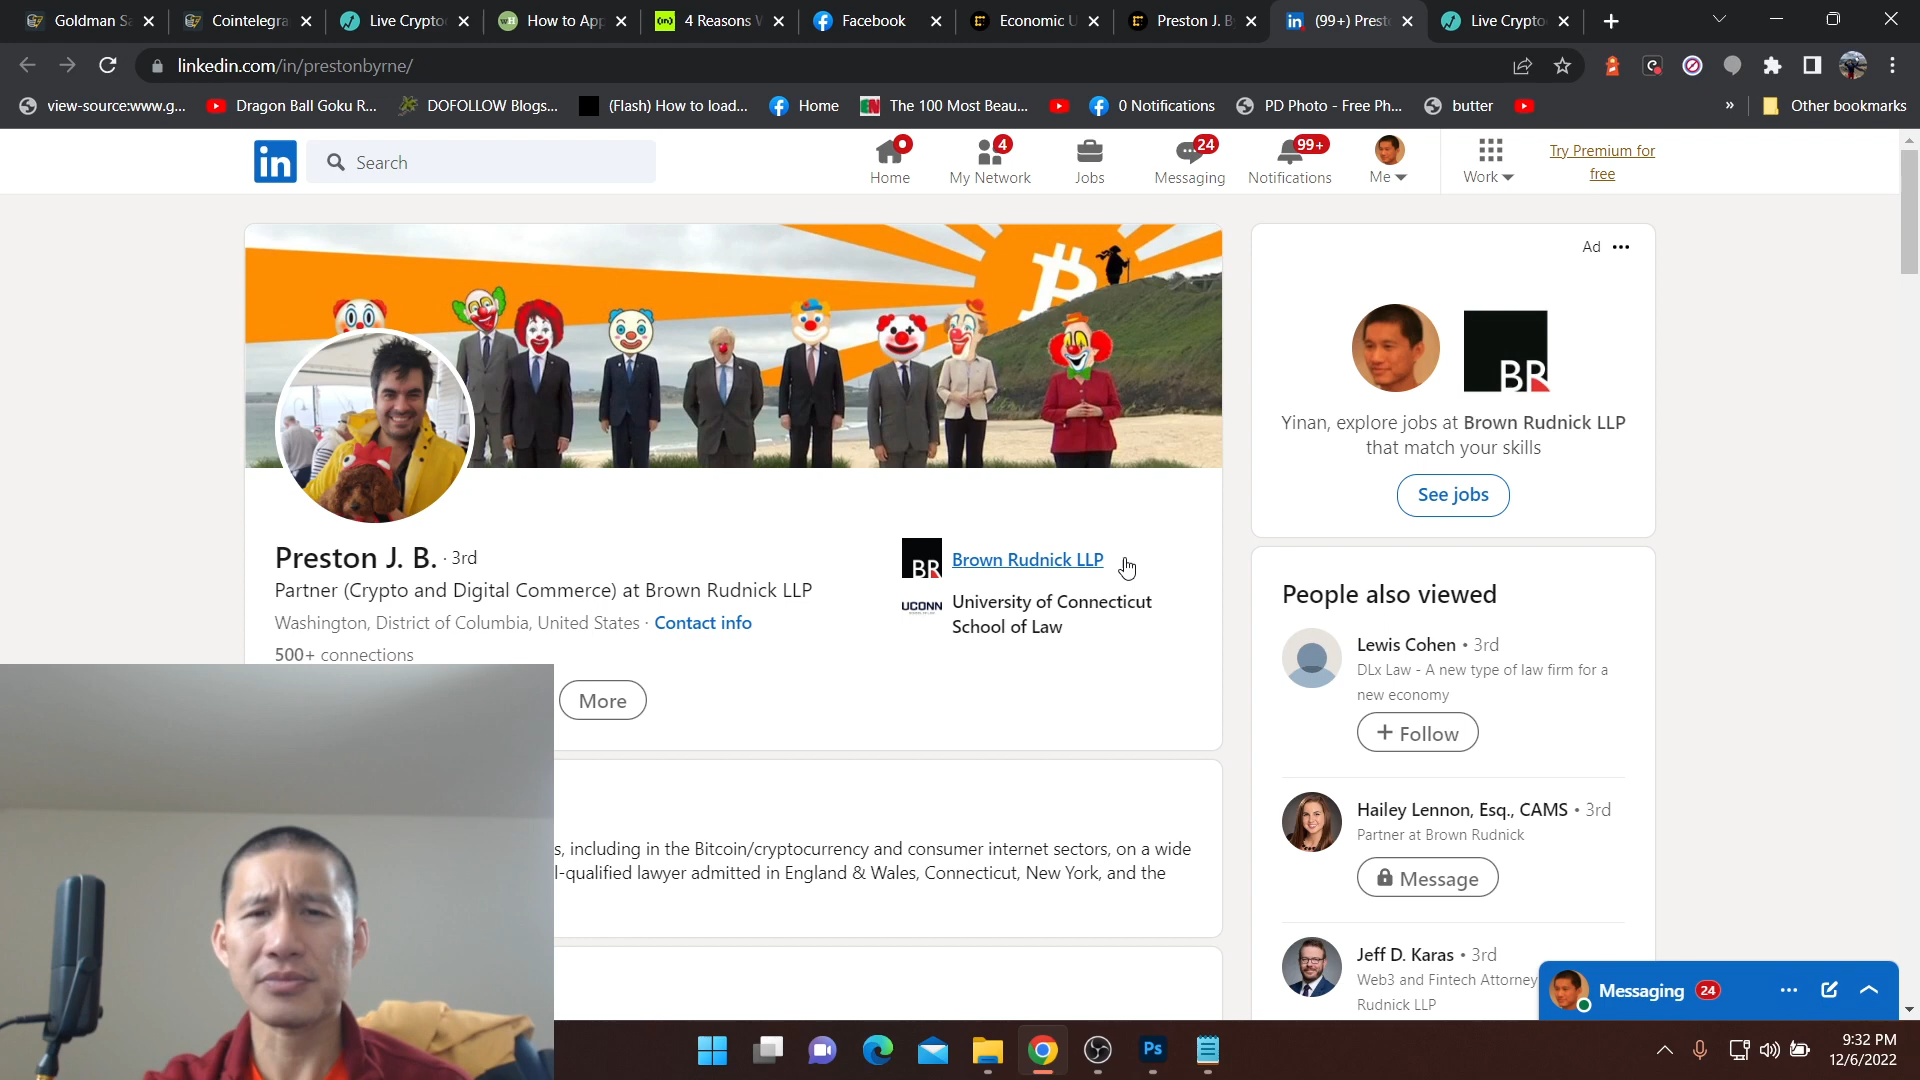 Goldman Sa
Cointelegra
Live Crypto
How to App
4 Reasons
Facebook
Economic U
Preston J. B
(99+) Prest
Live Crypto
linkedin.com/in/prestonbyrne/
view-source:www.g...
Dragon Ball Goku R...
DOFOLLOW Blogs...
(Flash) How to load...
Home
The 100 Most Beau...
0 Notifications
PD Photo - Free Ph...
butter
»
Other bookmarks
in
Search
Home
4
My Network
Jobs
24
Messaging
99+
Notifications
Me
Work
Try Premium for
free
Ad
BR
Yinan, explore jobs at Brown Rudnick LLP
that match your skills
See jobs
Preston J. B. · 3rd
Partner (Crypto and Digital Commerce) at Brown Rudnick LLP
Washington, District of Columbia, United States · Contact info
500+ connections
More
BR
Brown Rudnick LLP
UCONN
University of Connecticut
School of Law
s, including in the Bitcoin/cryptocurrency and consumer internet sectors, on a wide
l-qualified lawyer admitted in England & Wales, Connecticut, New York, and the
People also viewed
Lewis Cohen • 3rd
DLx Law - A new type of law firm for a
new economy
+ Follow
Hailey Lennon, Esq., CAMS • 3rd
Partner at Brown Rudnick
Message
Jeff D. Karas • 3rd
Web3 and Fintech Attorney
Rudnick LLP
Messaging 24
Ps
9:32 PM
12/6/2022